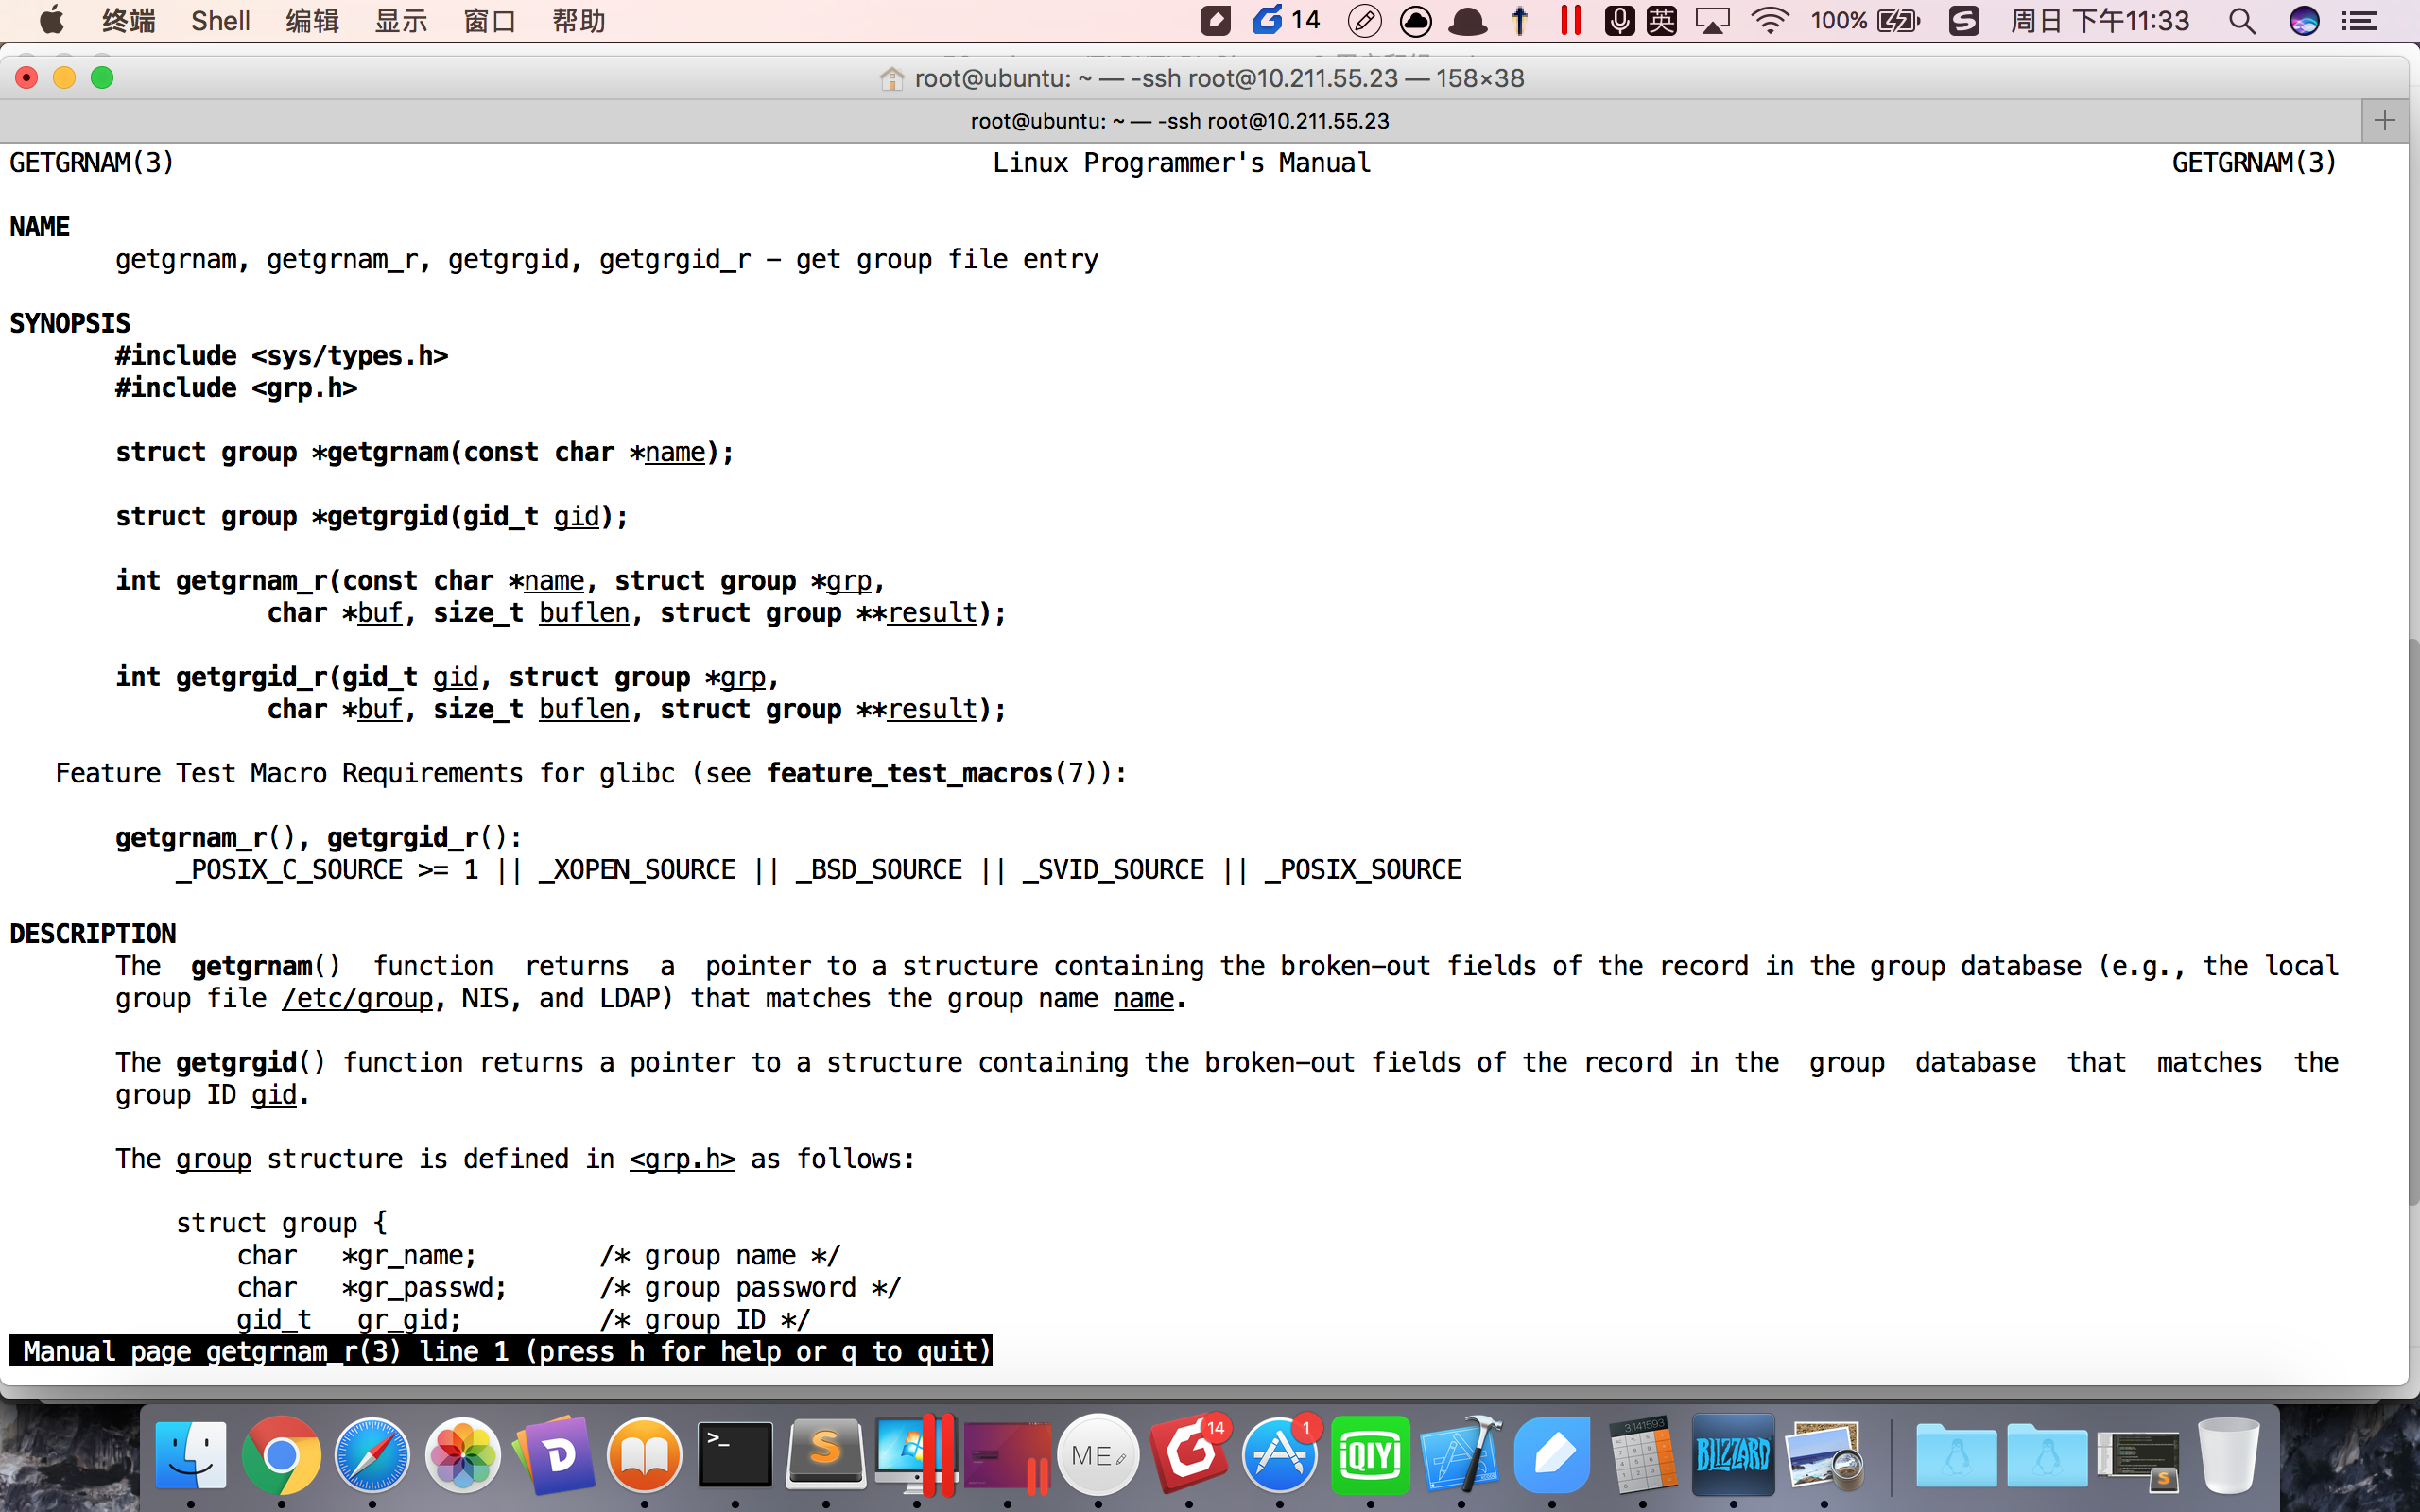 终端 Shell 编辑 显示 窗口 帮助 14 英 100% 周日 下午11:33
root@ubuntu: ~ — -ssh root@10.211.55.23 — 158×38
root@ubuntu: ~ — -ssh root@10.211.55.23
GETGRNAM(3) Linux Programmer's Manual GETGRNAM(3)
NAME
getgrnam, getgrnam_r, getgrgid, getgrgid_r - get group file entry
SYNOPSIS
#include <sys/types.h>
#include <grp.h>
struct group *getgrnam(const char *name);
struct group *getgrgid(gid_t gid);
int getgrnam_r(const char *name, struct group *grp,
char *buf, size_t buflen, struct group **result);
int getgrgid_r(gid_t gid, struct group *grp,
char *buf, size_t buflen, struct group **result);
Feature Test Macro Requirements for glibc (see feature_test_macros(7)):
getgrnam_r(), getgrgid_r():
_POSIX_C_SOURCE >= 1 || _XOPEN_SOURCE || _BSD_SOURCE || _SVID_SOURCE || _POSIX_SOURCE
DESCRIPTION
The getgrnam() function returns a pointer to a structure containing the broken-out fields of the record in the group database (e.g., the local
group file /etc/group, NIS, and LDAP) that matches the group name name.
The getgrgid() function returns a pointer to a structure containing the broken-out fields of the record in the group database that matches the
group ID gid.
The group structure is defined in <grp.h> as follows:
struct group {
char *gr_name; /* group name */
char *gr_passwd; /* group password */
gid_t gr_gid; /* group ID */
Manual page getgrnam_r(3) line 1 (press h for help or q to quit)
ME 14 1 iQIYI 3.141593 BLIZZARD